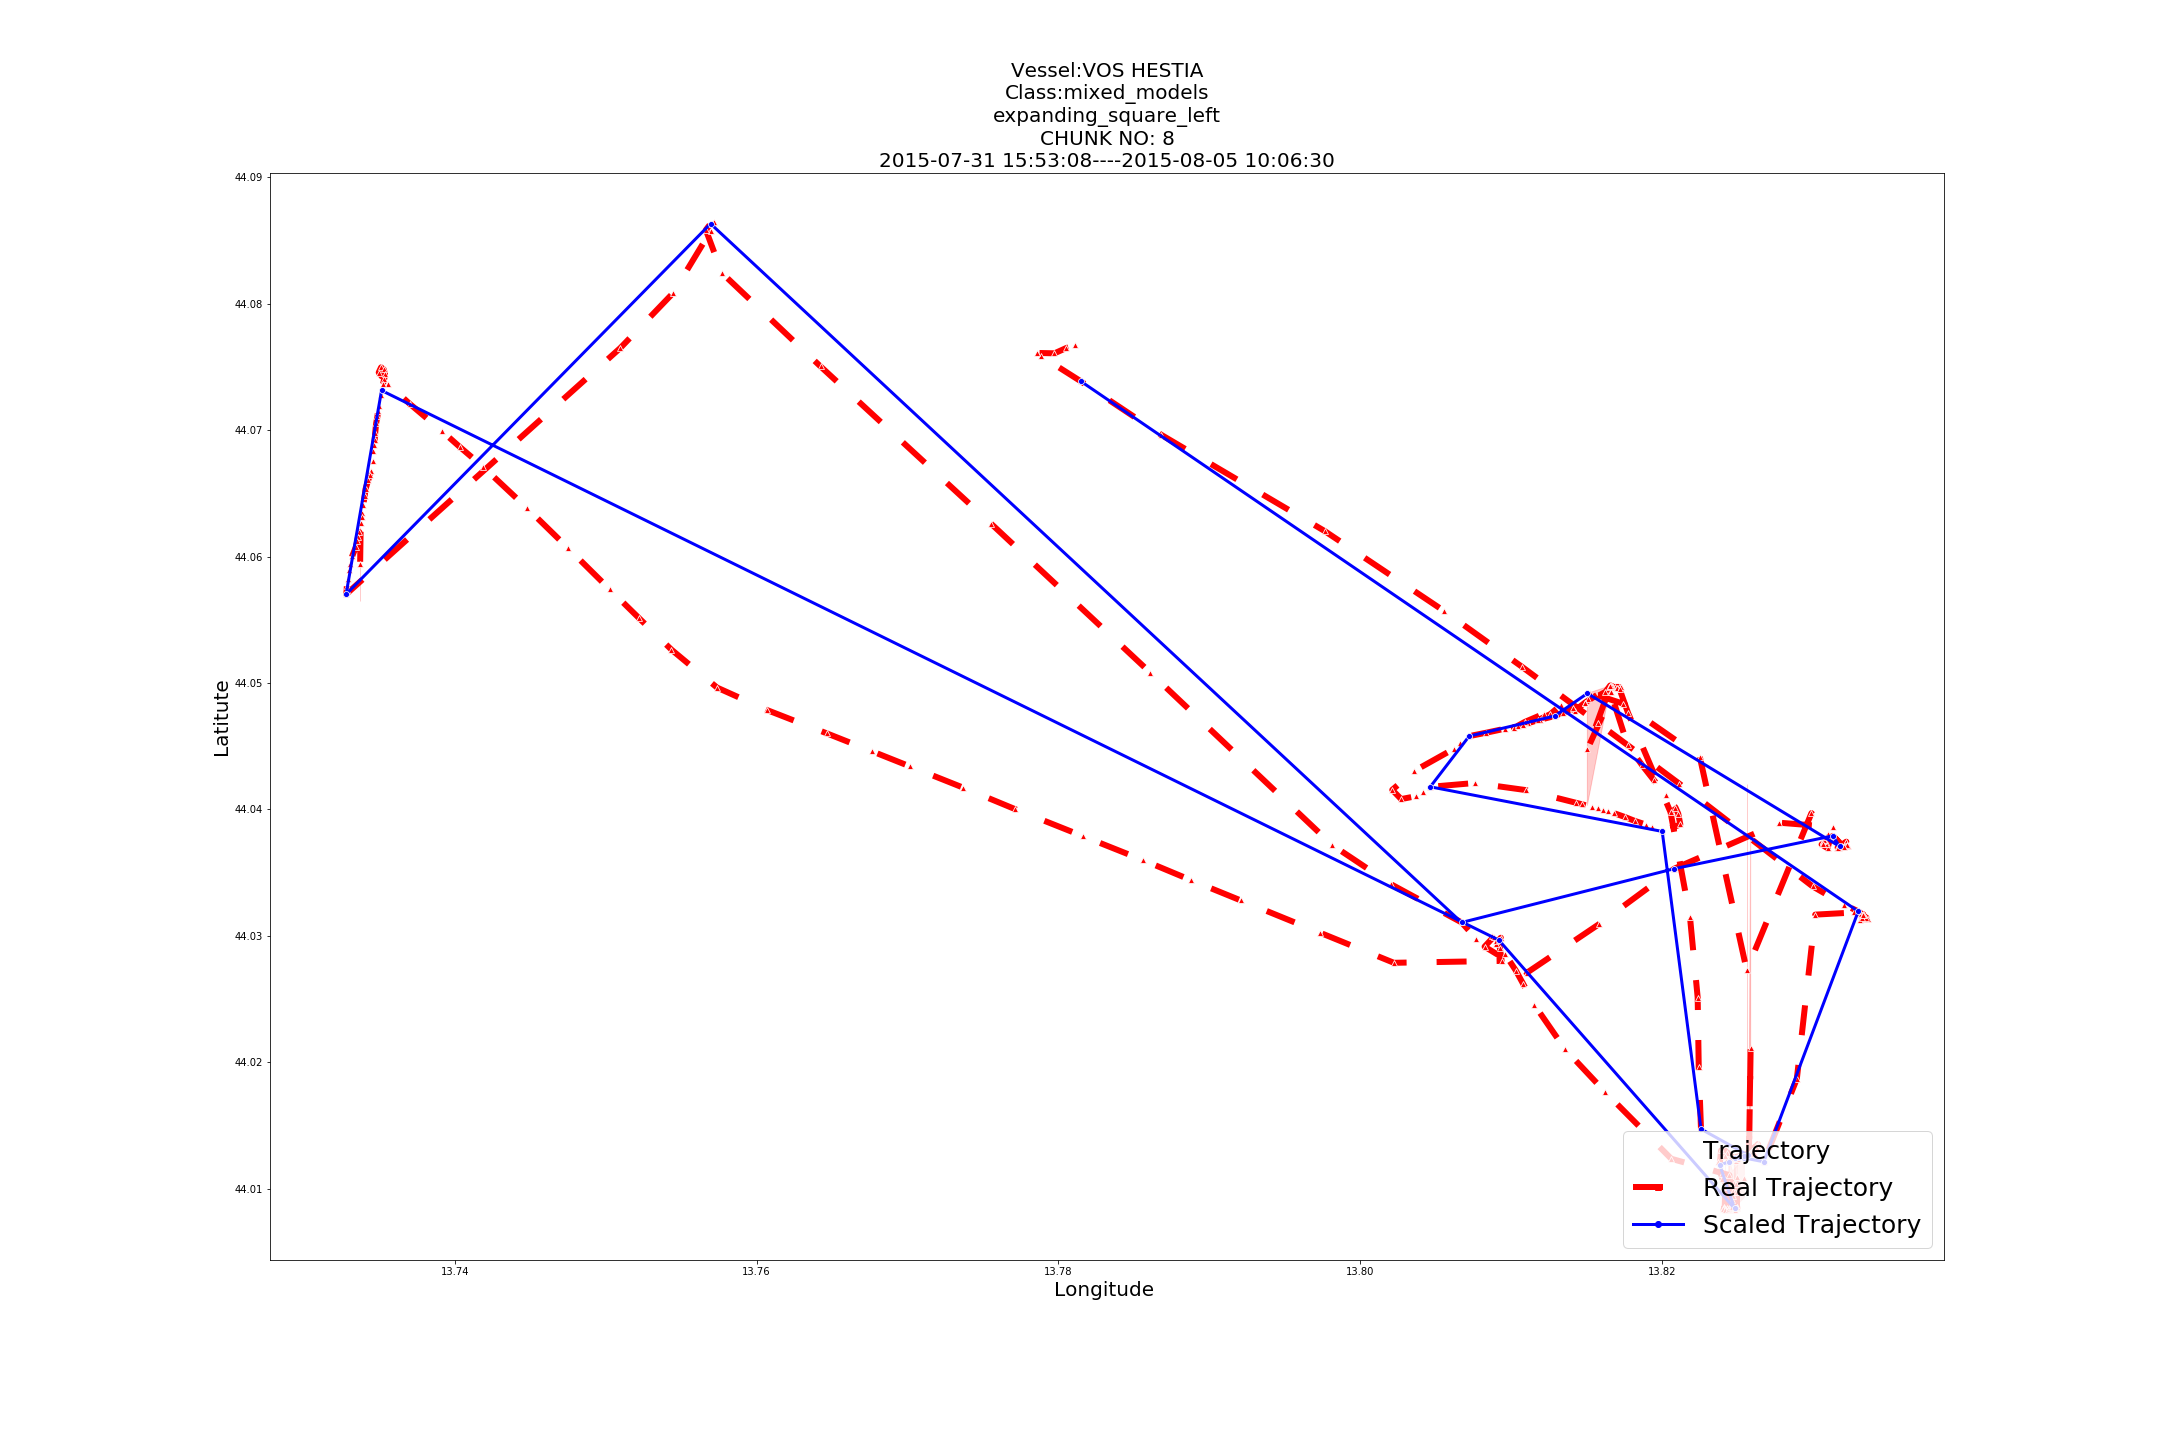 Vessel:VOS HESTIA
Class:mixed_models
expanding_square_left
CHUNK NO: 8
2015-07-31 15:53:08----2015-08-05 10:06:30
44.09
44.08
44.07
44.06
44.05
44.04
44.03
44.02
44.01
Latitute
13.74
13.76
13.78
13.80
13.82
Longitude
Trajectory
Real Trajectory
Scaled Trajectory